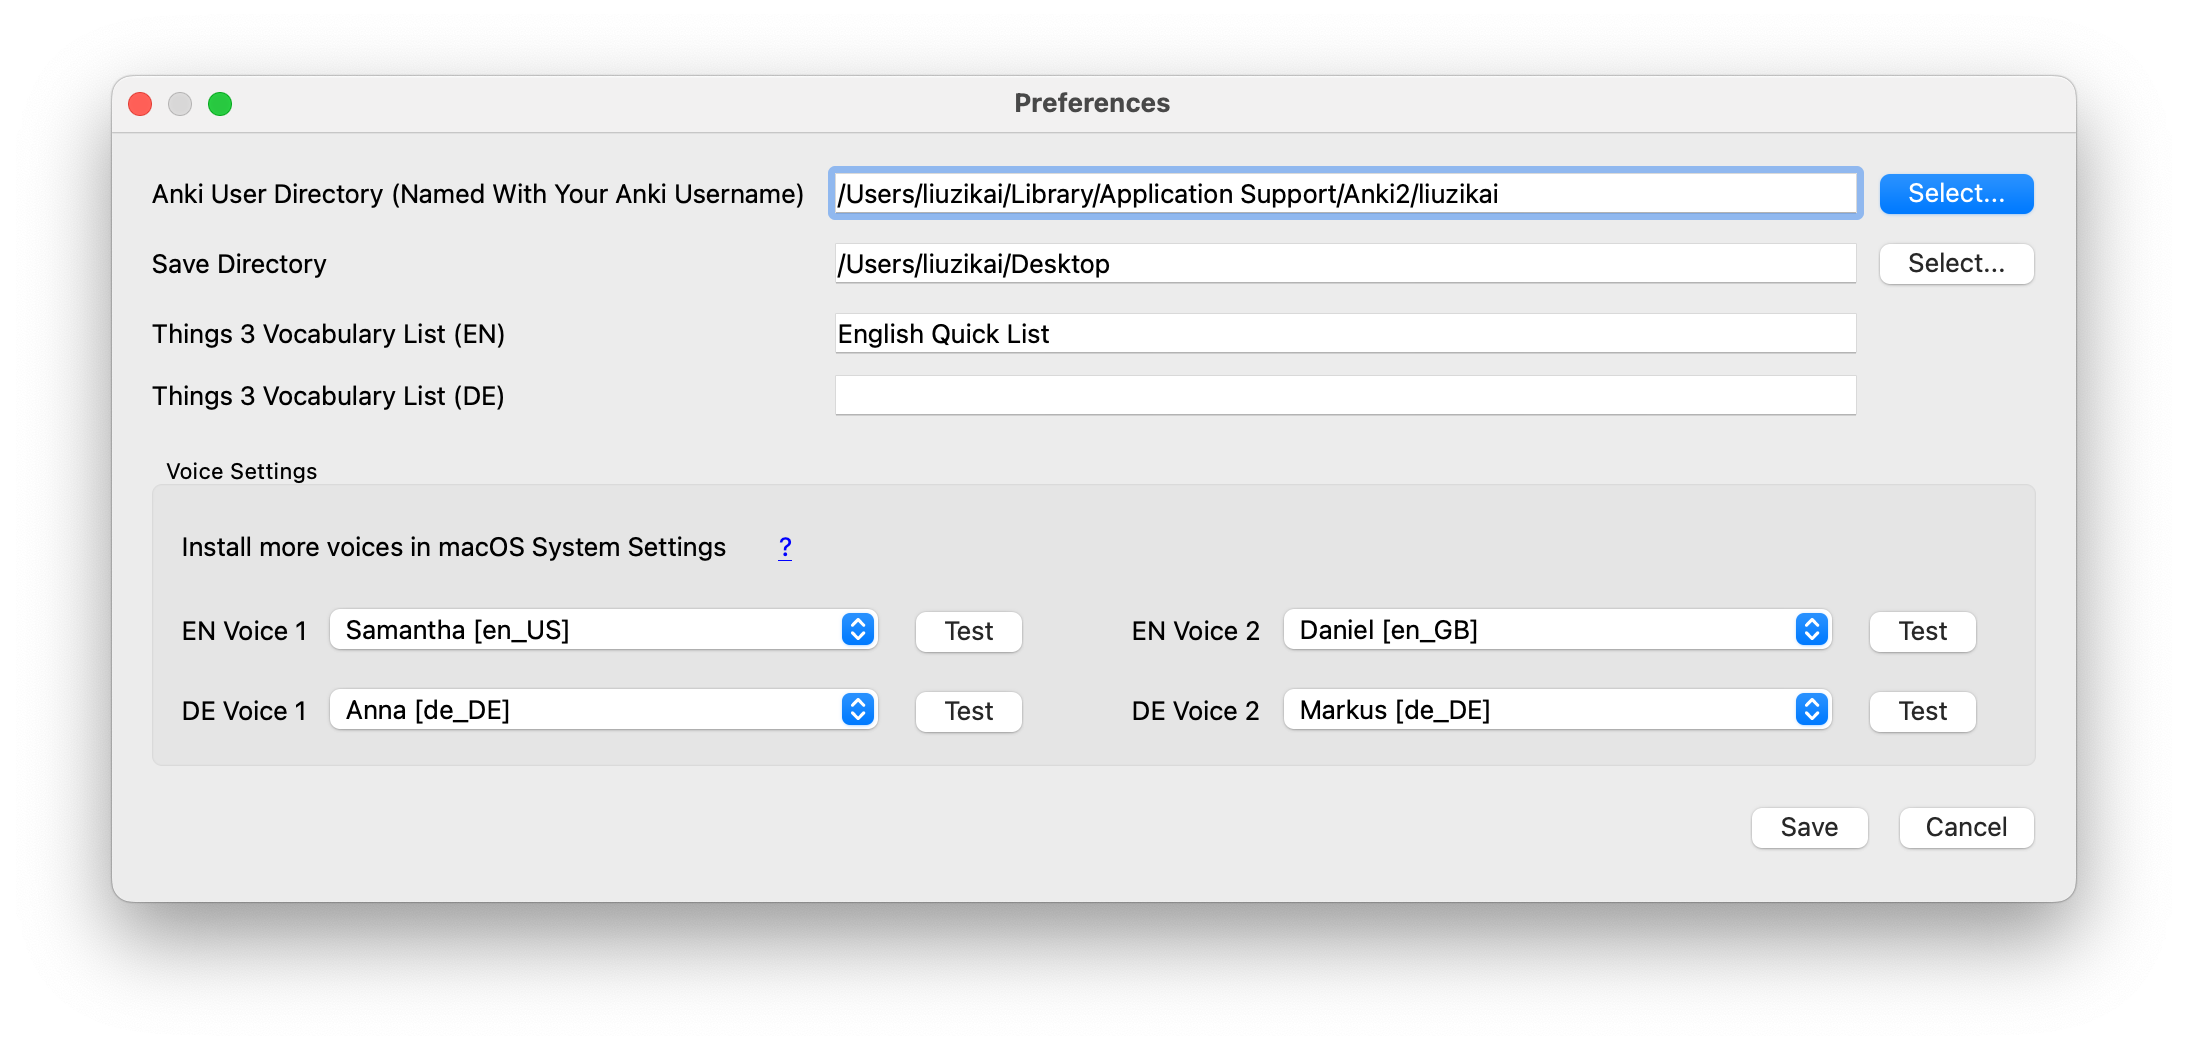 Preferences
Anki User Directory (Named With Your Anki Username) /Users/liuzikai/Library/Application Support/Anki2/liuzikai Select...
Save Directory /Users/liuzikai/Desktop Select...
Things 3 Vocabulary List (EN) English Quick List
Things 3 Vocabulary List (DE)
Voice Settings
Install more voices in macOS System Settings ?
EN Voice 1 Samantha [en_US] Test EN Voice 2 Daniel [en_GB] Test
DE Voice 1 Anna [de_DE] Test DE Voice 2 Markus [de_DE] Test
Save Cancel